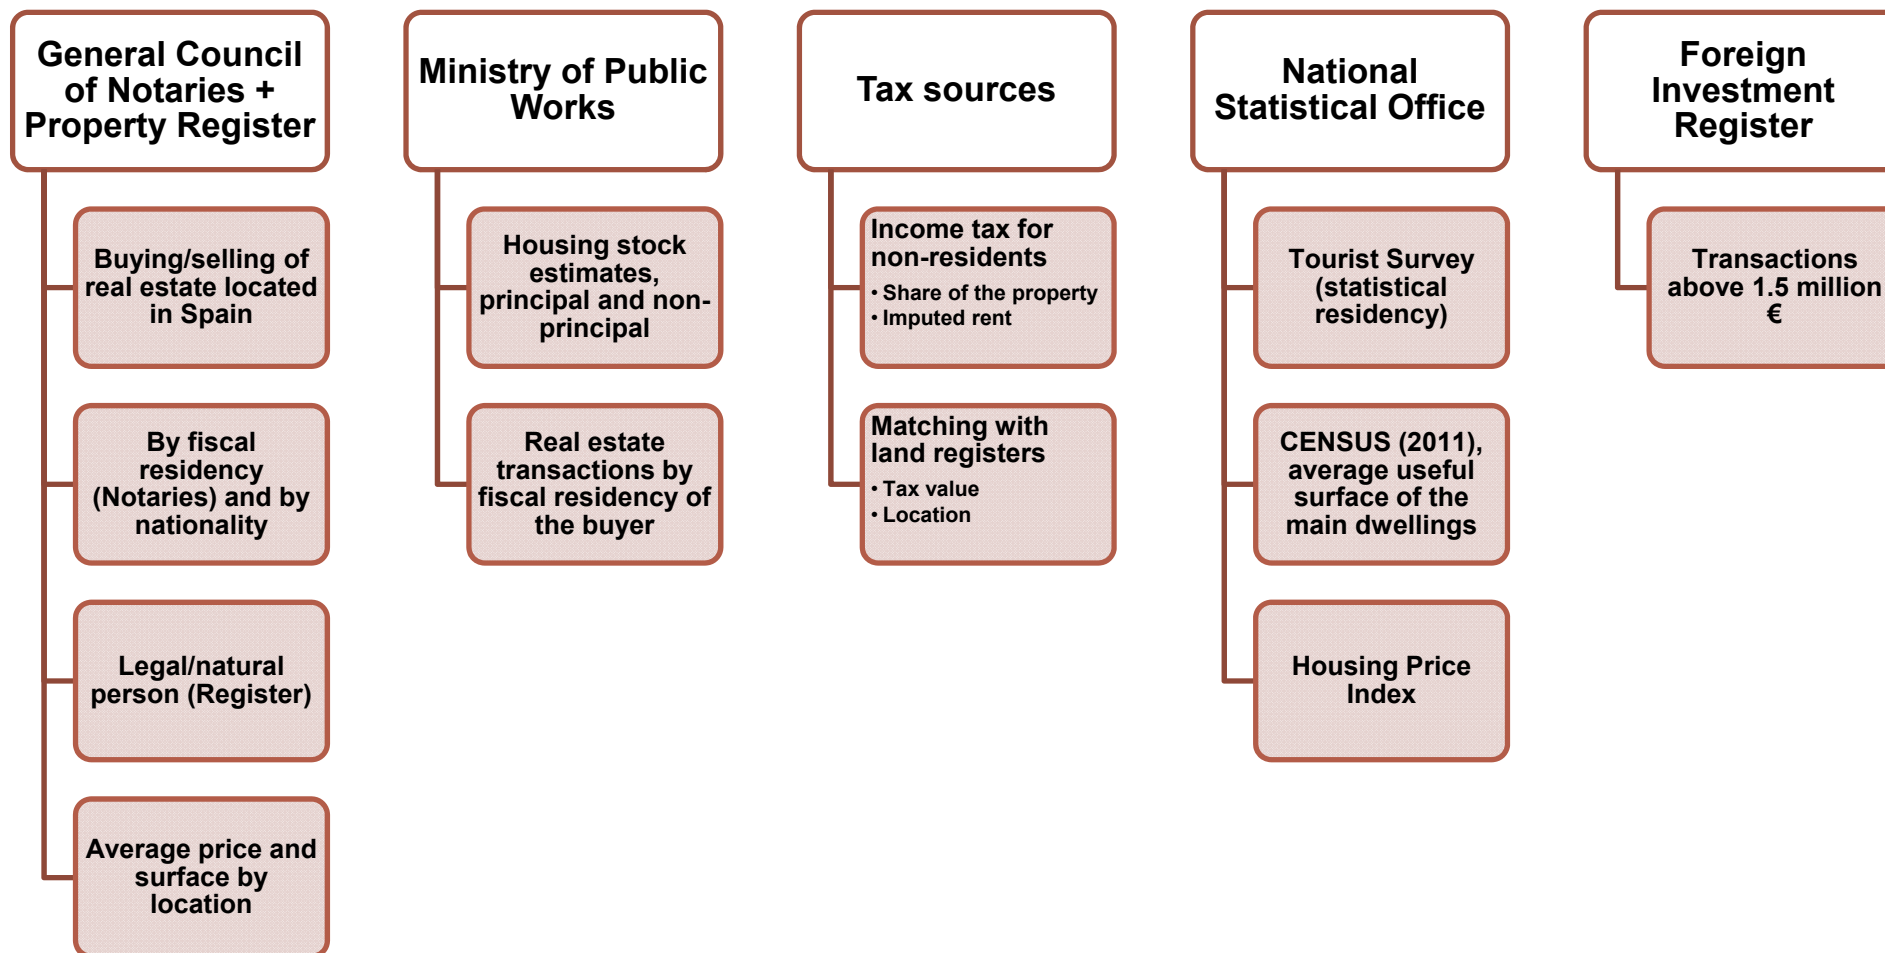 General Council
of Notaries +
Property Register
Buying/selling of
real estate located
in Spain
By fiscal
residency
(Notaries) and by
nationality
Legal/natural
person (Register)
Average price and
surface by
location
Ministry of Public
Works
Housing stock
estimates,
principal and non-
principal
Real estate
transactions by
fiscal residency of
the buyer
Tax sources
Income tax for
non-residents
• Share of the property
• Imputed rent
Matching with
land registers
• Tax value
• Location
National
Statistical Office
Tourist Survey
(statistical
residency)
CENSUS (2011),
average useful
surface of the
main dwellings
Housing Price
Index
Foreign
Investment
Register
Transactions
above 1.5 million
€